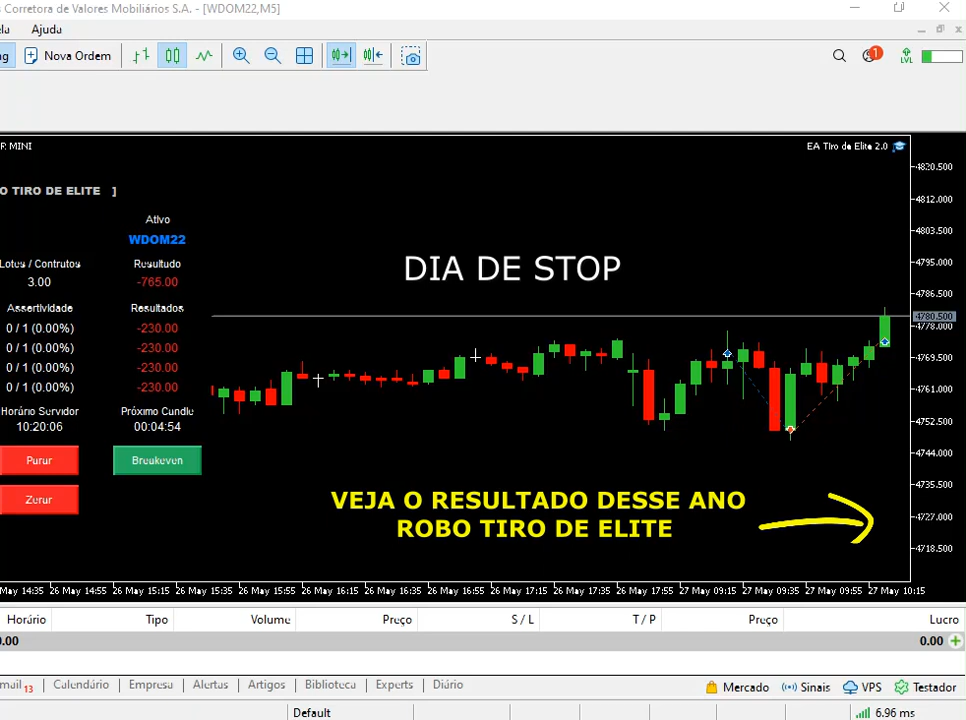 s Corretora de Valores Mobiliários S.A. - [WDOM22,M5]
ela Ajuda
ng Nova Ordem LVL 1
P, MINI
EA Tiro de Elite 2.0
O TIRO DE ELITE ]
Ativo
WDOM22
Lotes / Contratos Resultado
3.00 -765.00
Assertividade Resultados
0 / 1 (0.00%) -230.00
0 / 1 (0.00%) -230.00
0 / 1 (0.00%) -230.00
0 / 1 (0.00%) -230.00
Horário Servidor Próximo Candle
10:20:06 00:04:54
Parar Breakeven
Zerar
DIA DE STOP
VEJA O RESULTADO DESSE ANO
ROBO TIRO DE ELITE
4820.500
4812.000
4803.500
4795.000
4786.500
4780.500
4778.000
4769.500
4761.000
4752.500
4744.000
4735.500
4727.000
4718.500
May 14:35 26 May 14:55 26 May 15:15 26 May 15:35 26 May 15:55 26 May 16:15 26 May 16:35 26 May 16:55 26 May 17:15 26 May 17:35 26 May 17:55 27 May 09:15 27 May 09:35 27 May 09:55 27 May 10:15
Horário Tipo Volume Preço S / L T / P Preço Lucro
0.00 0.00
mail 13 Calendário Empresa Alertas Artigos Biblioteca Experts Diário Mercado Sinais VPS Testador
Default 6.96 ms